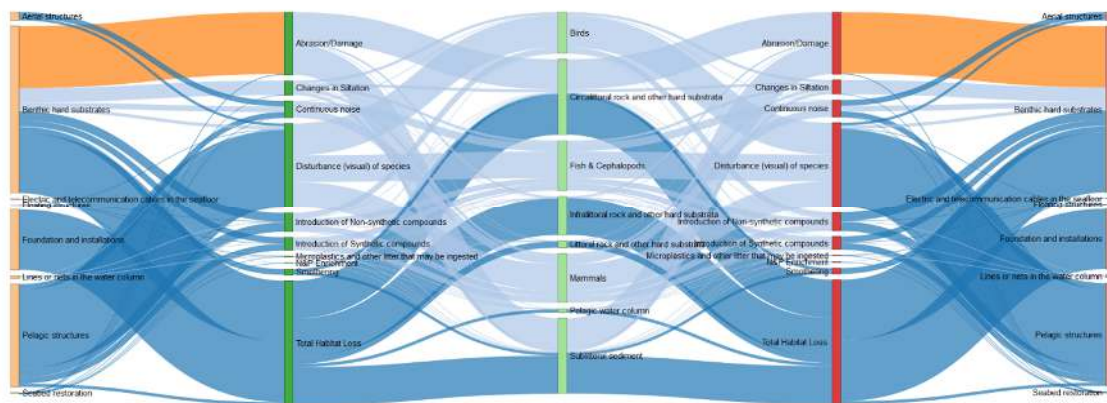 Aerial structures
Benthic hard substrates
Electric and telecommunication cables in the seafloor
Floating structures
Foundation and installations
Lines or nets in the water column
Pelagic structures
Seabed restoration
Abrasion/Damage
Changes in Siltation
Continuous noise
Disturbance (visual) of species
Introduction of Non-synthetic compounds
Introduction of Synthetic compounds
Microplastics and other litter that may be ingested
N&P Enrichment
Smothering
Total Habitat Loss
Birds
Circalittoral rock and other hard substrata
Fish & Cephalopods
Infralittoral rock and other hard substrata
Littoral rock and other hard substrata
Mammals
Pelagic water column
Sublittoral sediment
Abrasion/Damage
Changes in Siltation
Continuous noise
Disturbance (visual) of species
Introduction of Non-synthetic compounds
Introduction of Synthetic compounds
Microplastics and other litter that may be ingested
N&P Enrichment
Smothering
Total Habitat Loss
Aerial structures
Benthic hard substrates
Electric and telecommunication cables in the seafloor
Floating structures
Foundation and installations
Lines or nets in the water column
Pelagic structures
Seabed restoration